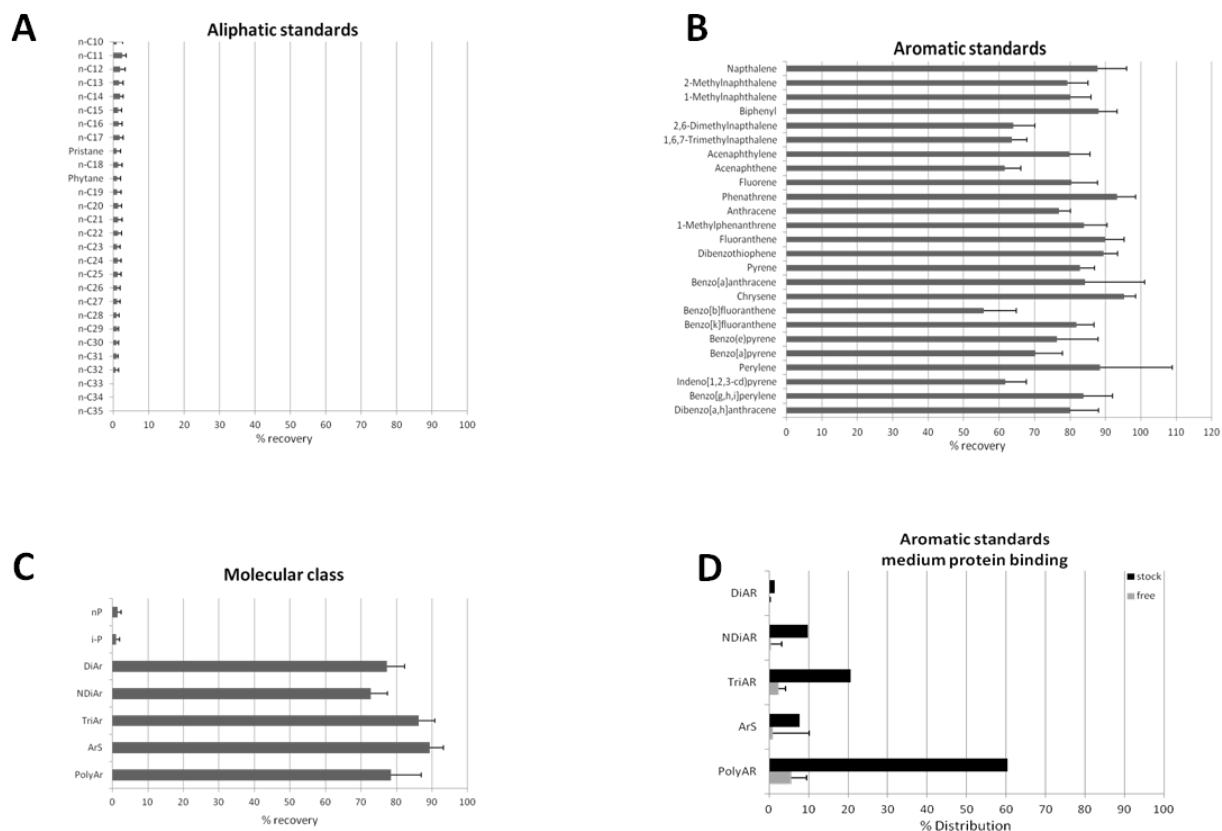 A
Aliphatic standards
n-C10
n-C11
n-C12
n-C13
n-C14
n-C15
n-C16
n-C17
Pristane
n-C18
Phytane
n-C19
n-C20
n-C21
n-C22
n-C23
n-C24
n-C25
n-C26
n-C27
n-C28
n-C29
n-C30
n-C31
n-C32
n-C33
n-C34
n-C35
0 10 20 30 40 50 60 70 80 90 100
% recovery
B
Aromatic standards
Napthalene
2-Methylnaphthalene
1-Methylnaphthalene
Biphenyl
2,6-Dimethylnapthalene
1,6,7-Trimethylnapthalene
Acenaphthylene
Acenaphthene
Fluorene
Phenathrene
Anthracene
1-Methylphenanthrene
Fluoranthene
Dibenzothiophene
Pyrene
Benzo[a]anthracene
Chrysene
Benzo[b]fluoranthene
Benzo[k]fluoranthene
Benzo(e)pyrene
Benzo[a]pyrene
Perylene
Indeno[1,2,3-cd)pyrene
Benzo[g,h,i]perylene
Dibenzo[a,h]anthracene
0 10 20 30 40 50 60 70 80 90 100 110 120
% recovery
C
Molecular class
nP
i-P
DiAr
NDiAr
TriAr
ArS
PolyAr
0 10 20 30 40 50 60 70 80 90 100
% recovery
D
Aromatic standards
medium protein binding
stock
free
DiAR
NDiAR
TriAR
ArS
PolyAR
0 10 20 30 40 50 60 70 80 90 100
% Distribution